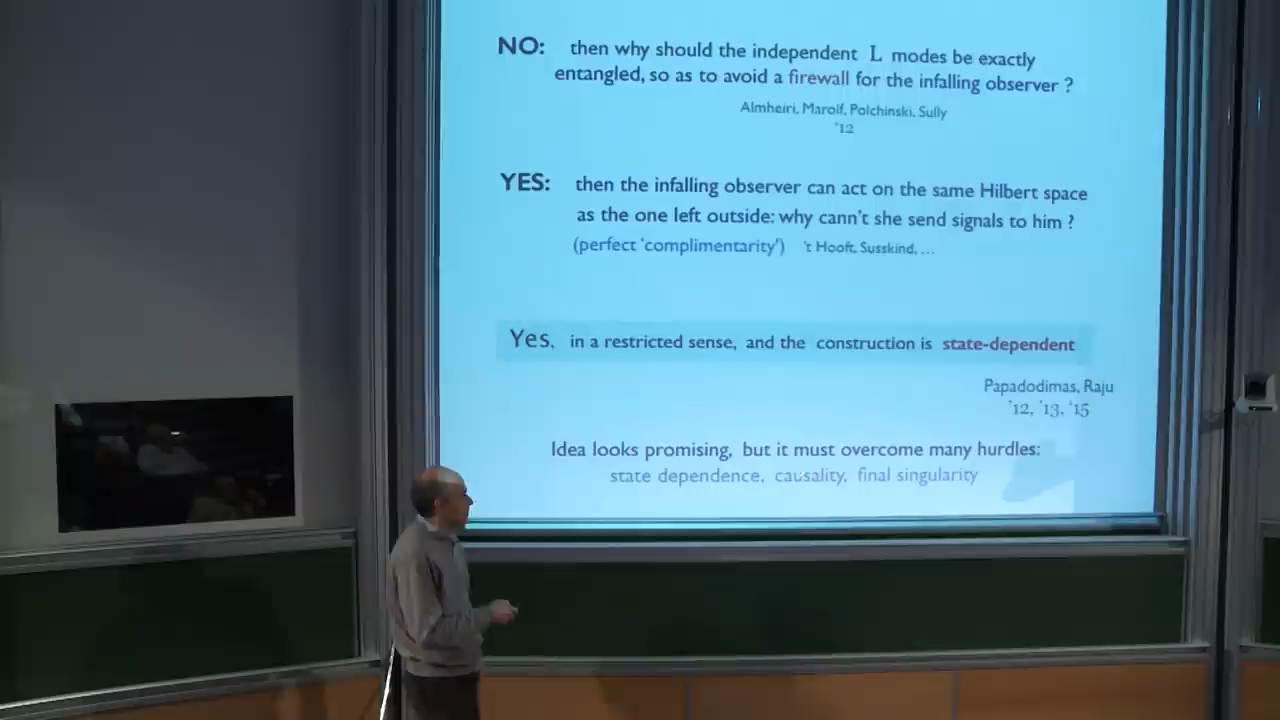 NO: then why should the independent L modes be exactly
entangled, so as to avoid a firewall for the infalling observer ?
Almheiri, Marolf, Polchinski, Sully
'12
YES: then the infalling observer can act on the same Hilbert space
as the one left outside: why cann't she send signals to him ?
(perfect 'complimentarity') 't Hooft, Susskind, ...
Yes, in a restricted sense, and the construction is state-dependent
Papadodimas, Raju
'12, '13, '15
Idea looks promising, but it must overcome many hurdles:
state dependence, causality, final singularity